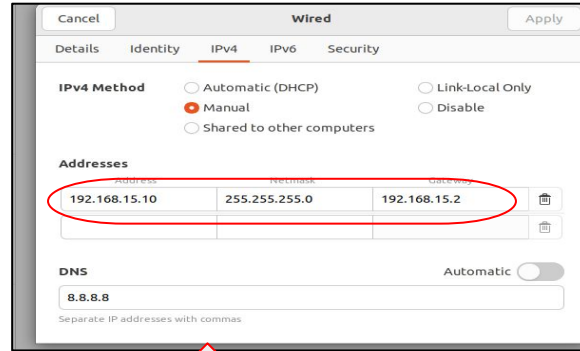 Cancel Wired Apply
Details Identity IPv4 IPv6 Security
IPv4 Method Automatic (DHCP) Link-Local Only
Manual Disable
Shared to other computers
Addresses
Address Netmask Gateway
192.168.15.10 255.255.255.0 192.168.15.2
DNS Automatic
8.8.8.8
Separate IP addresses with commas